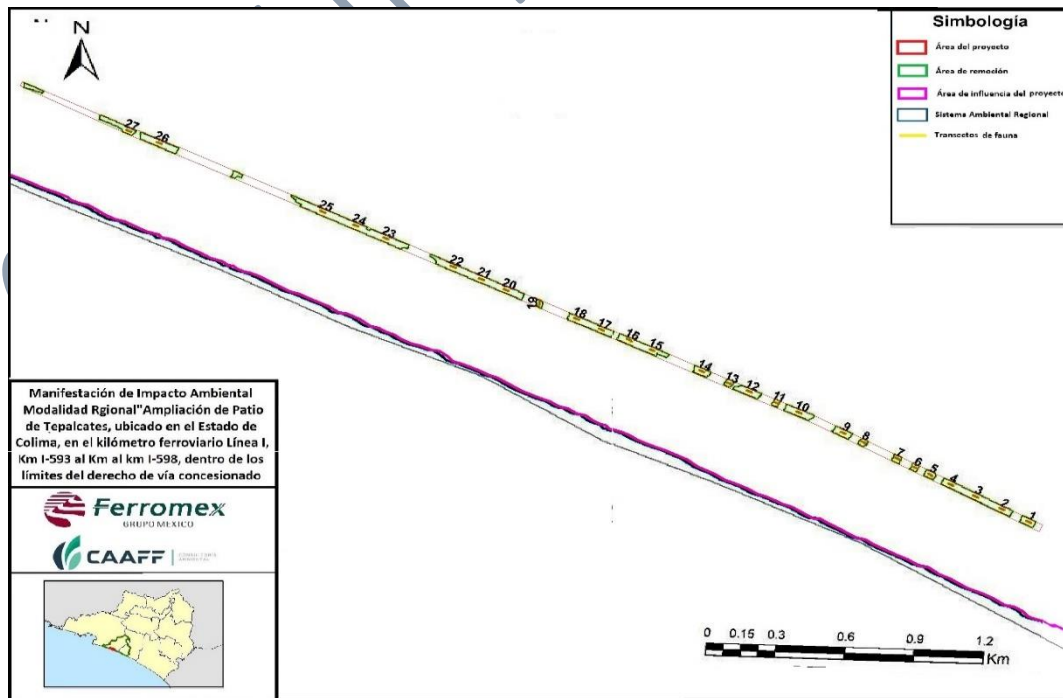 N
Simbología
Área del proyecto
Área de remoción
Área de influencia del proyecto
Sistema Ambiental Regional
Transectos de fauna
27
26
25
24
23
22
21
20
19
18
17
16
15
14
13
12
11
10
9
8
7
6
5
4
3
2
1
Manifestación de Impacto Ambiental
Modalidad Rgional"Ampliación de Patio
de Tepalcates, ubicado en el Estado de
Colima, en el kilómetro ferroviario Línea I,
Km I-593 al Km al km I-598, dentro de los
límites del derecho de vía concesionado
Ferromex
GRUPO MEXICO
CAAFF
CONSULTORÍA
AMBIENTAL
0 0.15 0.3 0.6 0.9 1.2
Km